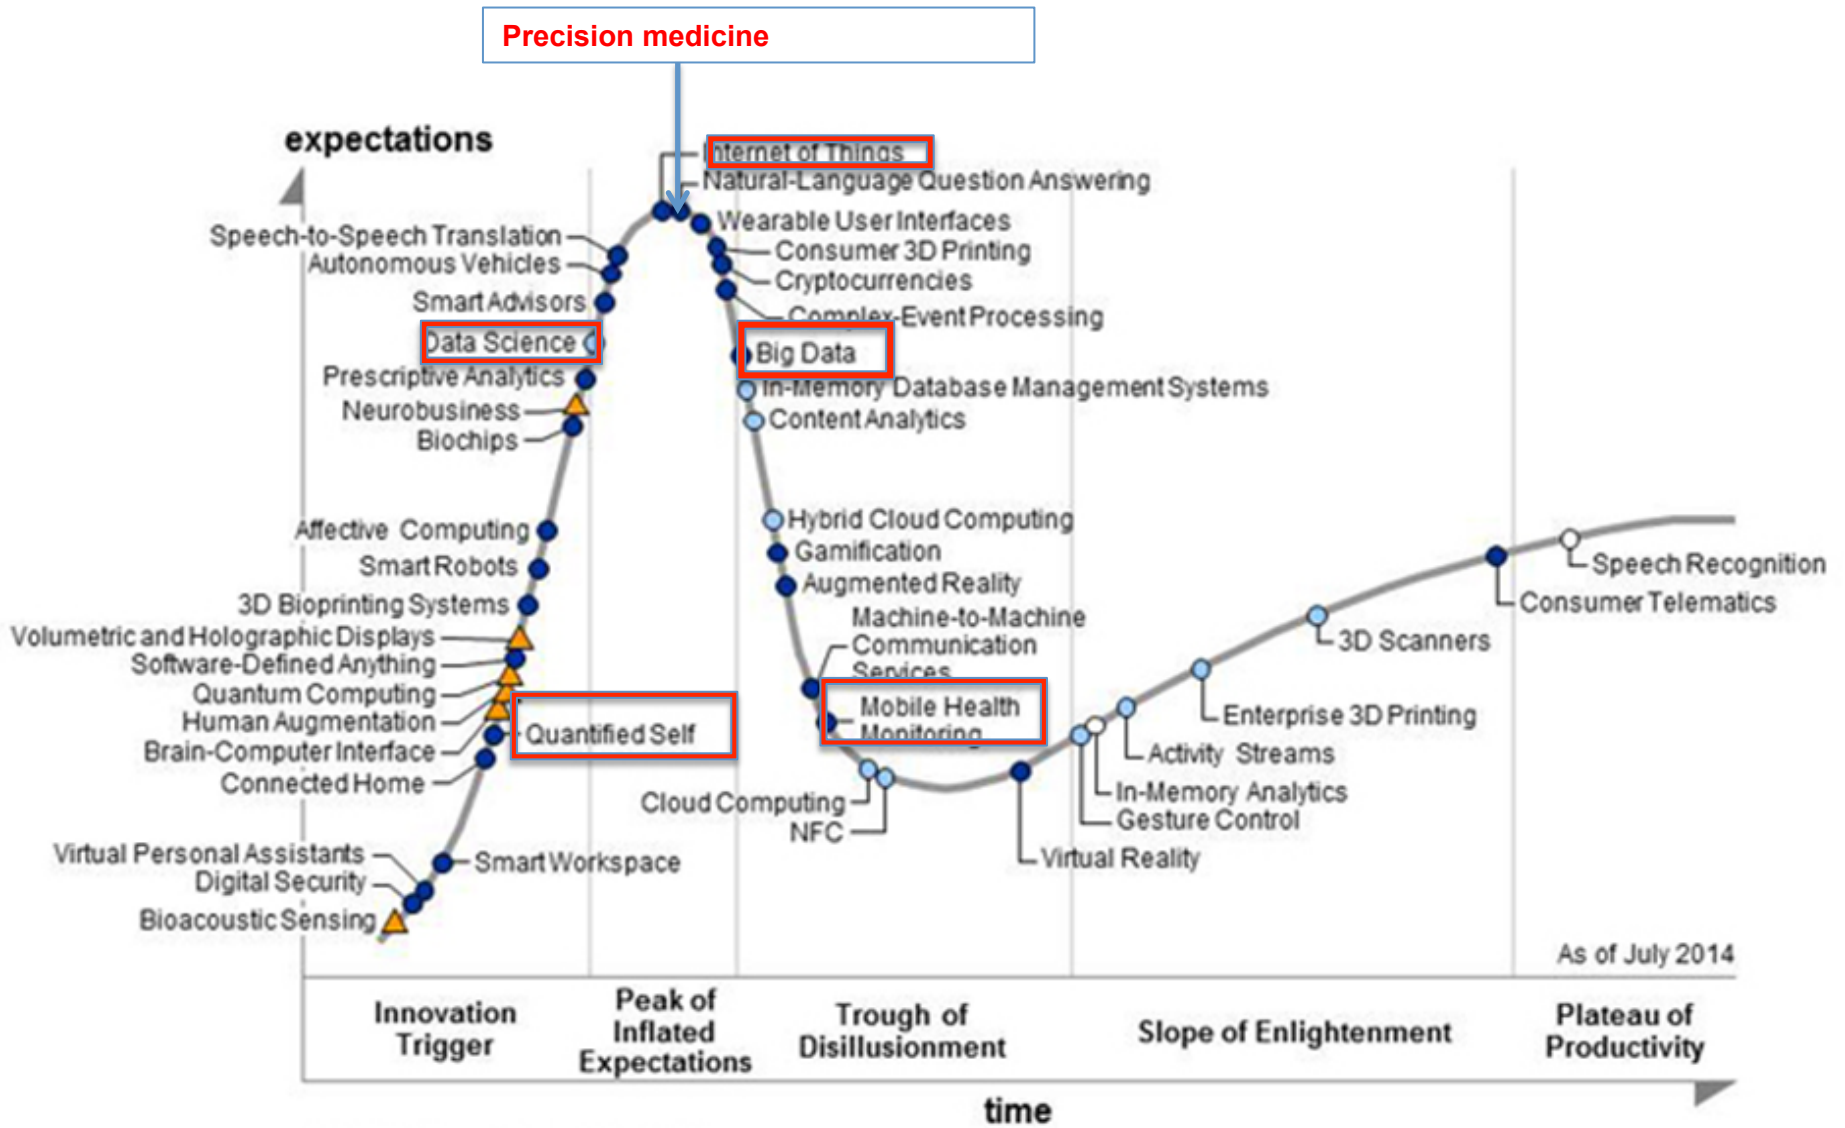 Precision medicine
expectations
Internet of Things
Natural-Language Question Answering
Wearable User Interfaces
Speech-to-Speech Translation
Consumer 3D Printing
Autonomous Vehicles
Cryptocurrencies
Smart Advisors
Complex-Event Processing
Data Science
Big Data
Prescriptive Analytics
In-Memory Database Management Systems
Neurobusiness
Content Analytics
Biochips
Hybrid Cloud Computing
Affective Computing
Gamification
Smart Robots
Augmented Reality
3D Bioprinting Systems
Machine-to-Machine
Communication
Services
Volumetric and Holographic Displays
Software-Defined Anything
Quantum Computing
Human Augmentation
Quantified Self
Brain-Computer Interface
Connected Home
Mobile Health
Monitoring
Speech Recognition
Consumer Telematics
3D Scanners
Enterprise 3D Printing
Activity Streams
In-Memory Analytics
Gesture Control
Cloud Computing
NFC
Virtual Reality
Virtual Personal Assistants
Smart Workspace
Digital Security
Bioacoustic Sensing
As of July 2014
Innovation
Trigger
Peak of
Inflated
Expectations
Trough of
Disillusionment
Slope of Enlightenment
Plateau of
Productivity
time